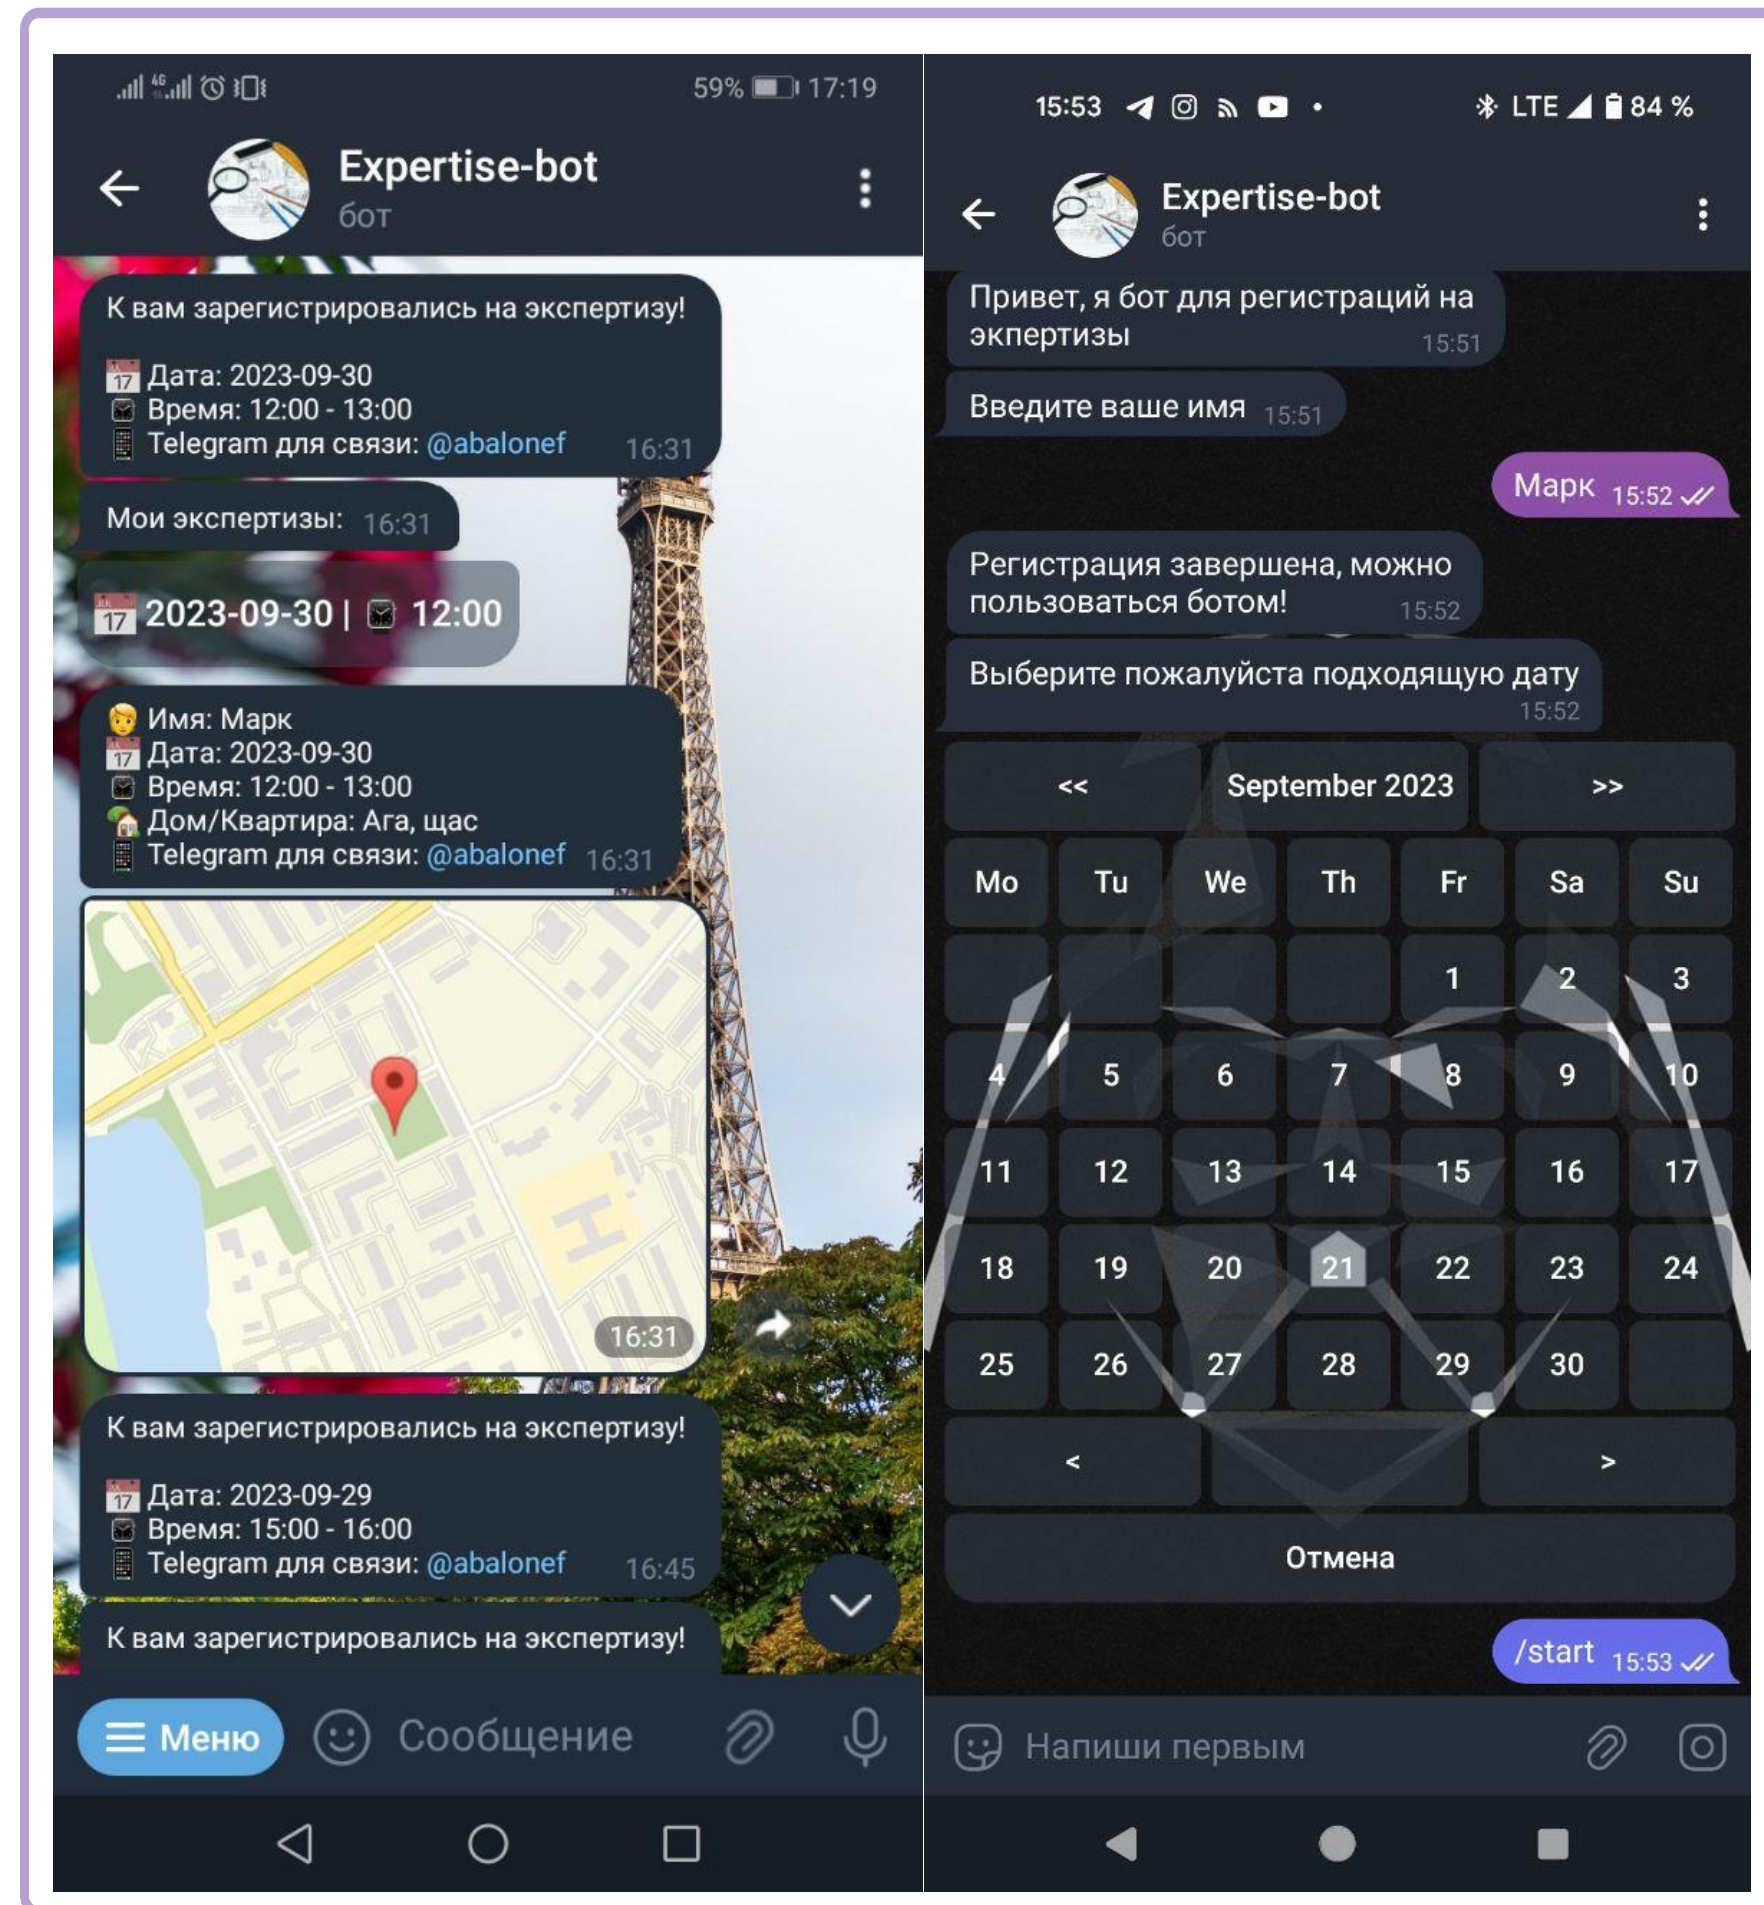 4G 59% 17:19
Expertise-bot
бот
К вам зарегистрировались на экспертизу!
17 Дата: 2023-09-30
Время: 12:00 - 13:00
Telegram для связи: @abalonef 16:31
Мои экспертизы: 16:31
17 2023-09-30 | 12:00
Имя: Марк
17 Дата: 2023-09-30
Время: 12:00 - 13:00
Дом/Квартира: Ага, щас
Telegram для связи: @abalonef 16:31
16:31
К вам зарегистрировались на экспертизу!
17 Дата: 2023-09-29
Время: 15:00 - 16:00
Telegram для связи: @abalonef 16:45
К вам зарегистрировались на экспертизу!
Меню Сообщение
15:53 LTE 84 %
Expertise-bot
бот
Привет, я бот для регистраций на
экпертизы 15:51
Введите ваше имя 15:51
Марк 15:52
Регистрация завершена, можно
пользоваться ботом! 15:52
Выберите пожалуйста подходящую дату
15:52
<< September 2023 >>
Mo Tu We Th Fr Sa Su
1 2 3
4 5 6 7 8 9 10
11 12 13 14 15 16 17
18 19 20 21 22 23 24
25 26 27 28 29 30
< >
Отмена
/start 15:53
Напиши первым